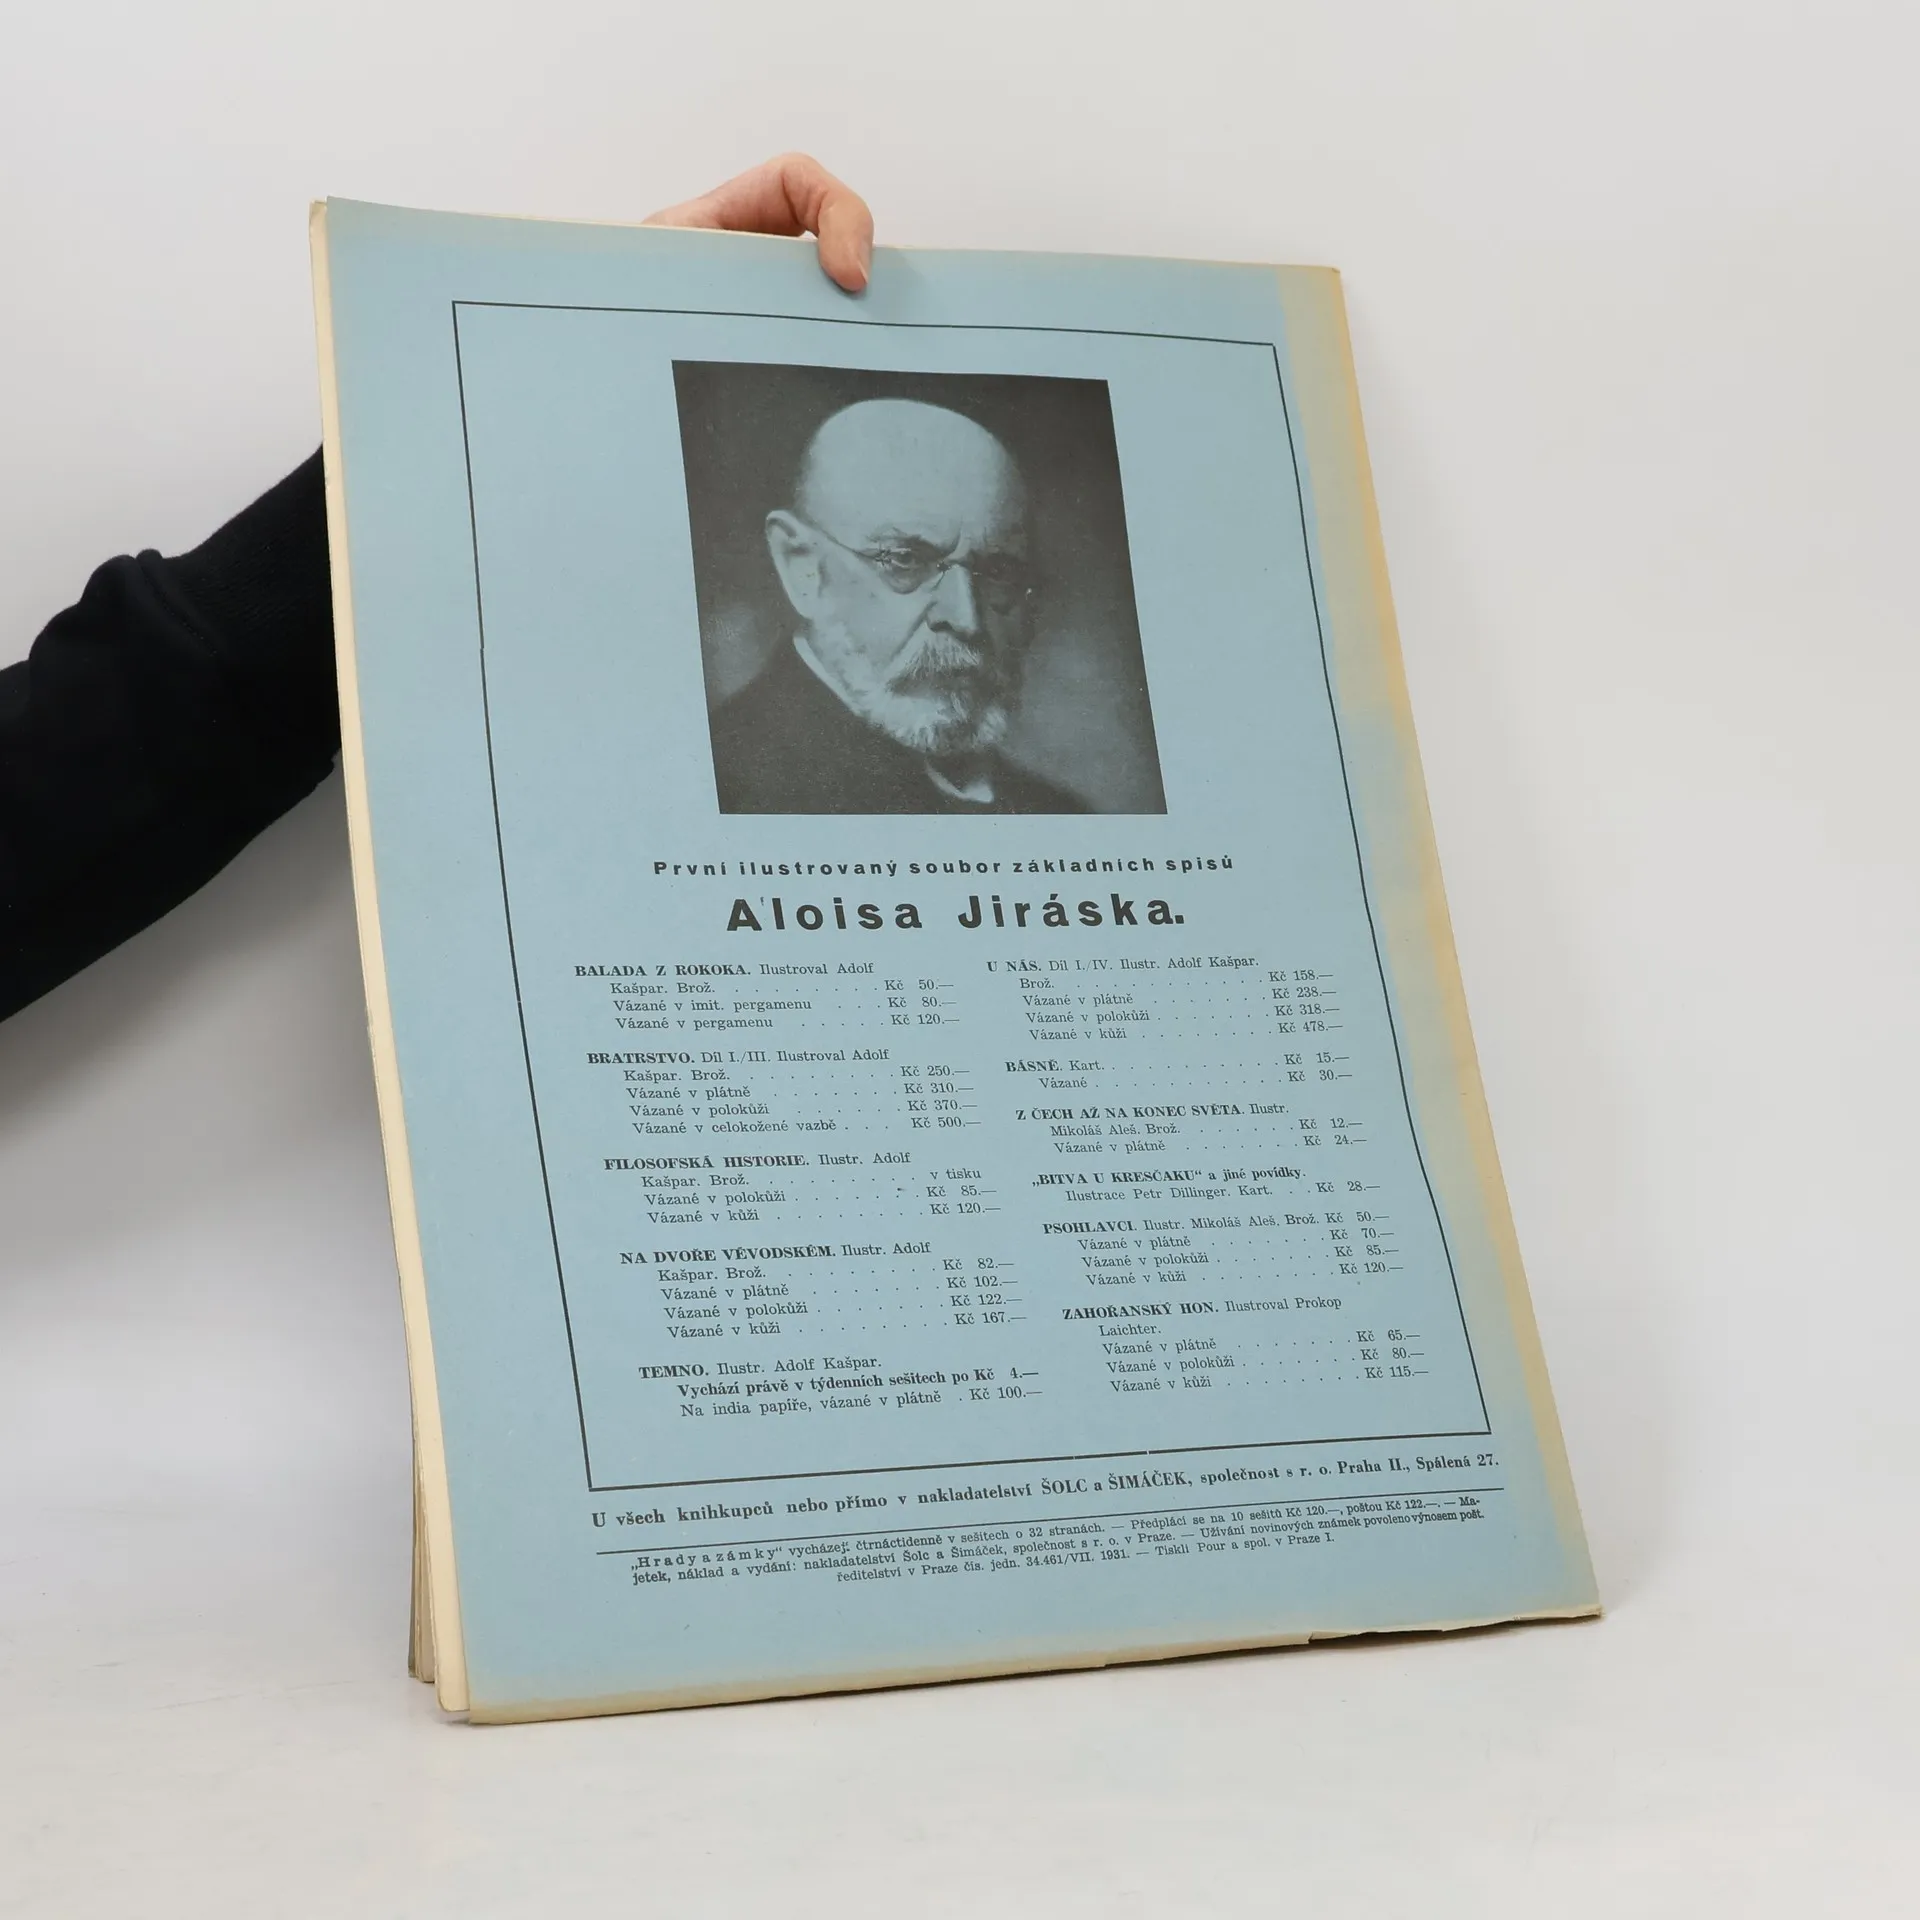 První ilustrovaný soubor základních spisů
Aloisa Jiráska.
BALADA Z ROKOKA. Ilustroval Adolf
Kašpar. Brož. . . . . . . . . Kč 50.—
Vázané v imit. pergamenu . . . Kč 80.—
Vázané v pergamenu . . . . . Kč 120.—
BRATRSTVO. Díl I./III. Ilustroval Adolf
Kašpar. Brož. . . . . . . . . Kč 250.—
Vázané v plátně . . . . . . . Kč 310.—
Vázané v polokůži . . . . . . Kč 370.—
Vázané v celokožené vazbě . . . Kč 500.—
FILOSOFSKÁ HISTORIE. Ilustr. Adolf
Kašpar. Brož. . . . . . . . . v tisku
Vázané v polokůži . . . . . . . Kč 85.—
Vázané v kůži . . . . . . . . Kč 120.—
NA DVOŘE VÉVODSKÉM. Ilustr. Adolf
Kašpar. Brož. . . . . . . . . Kč 82.—
Vázané v plátně . . . . . . . Kč 102.—
Vázané v polokůži . . . . . . . Kč 122.—
Vázané v kůži . . . . . . . . Kč 167.—
TEMNO. Ilustr. Adolf Kašpar.
Vychází právě v týdenních sešitech po Kč 4.—
Na india papíře, vázané v plátně . Kč 100.—
U NÁS. Díl I./IV. Ilustr. Adolf Kašpar.
Brož. . . . . . . . . . . . Kč 158.—
Vázané v plátně . . . . . . . Kč 238.—
Vázané v polokůži . . . . . . . Kč 318.—
Vázané v kůži . . . . . . . . Kč 478.—
BÁSNĚ. Kart. . . . . . . . . . . Kč 15.—
Vázané . . . . . . . . . . . Kč 30.—
Z ČECH AŽ NA KONEC SVĚTA. Ilustr.
Mikoláš Aleš. Brož. . . . . . . Kč 12.—
Vázané v plátně . . . . . . . Kč 24.—
„BITVA U KRESČAKU“ a jiné povídky.
Ilustrace Petr Dillinger. Kart. . . Kč 28.—
PSOHLAVCI. Ilustr. Mikoláš Aleš. Brož. Kč 50.—
Vázané v plátně . . . . . . . Kč 70.—
Vázané v polokůži . . . . . . . Kč 85.—
Vázané v kůži . . . . . . . . Kč 120.—
ZAHOŘANSKÝ HON. Ilustroval Prokop
Laichter.
Vázané v plátně . . . . . . . Kč 65.—
Vázané v polokůži . . . . . . . Kč 80.—
Vázané v kůži . . . . . . . . Kč 115.—
U všech knihkupců nebo přímo v nakladatelství ŠOLC a ŠIMÁČEK, společnost s r. o. Praha II., Spálená 27.
„Hrady a zámky“ vycházejí čtrnáctidenně v sešitech o 32 stranách. — Předplácí se na 10 sešitů Kč 120.—, poštou Kč 122.—. — Ma-
jetek, náklad a vydání: nakladatelství Šolc a Šimáček, společnost s r. o. v Praze. — Užívání novinových známek povoleno výnosem pošt.
ředitelství v Praze čís. jedn. 34.461/VII. 1931. — Tiskli Pour a spol. v Praze I.